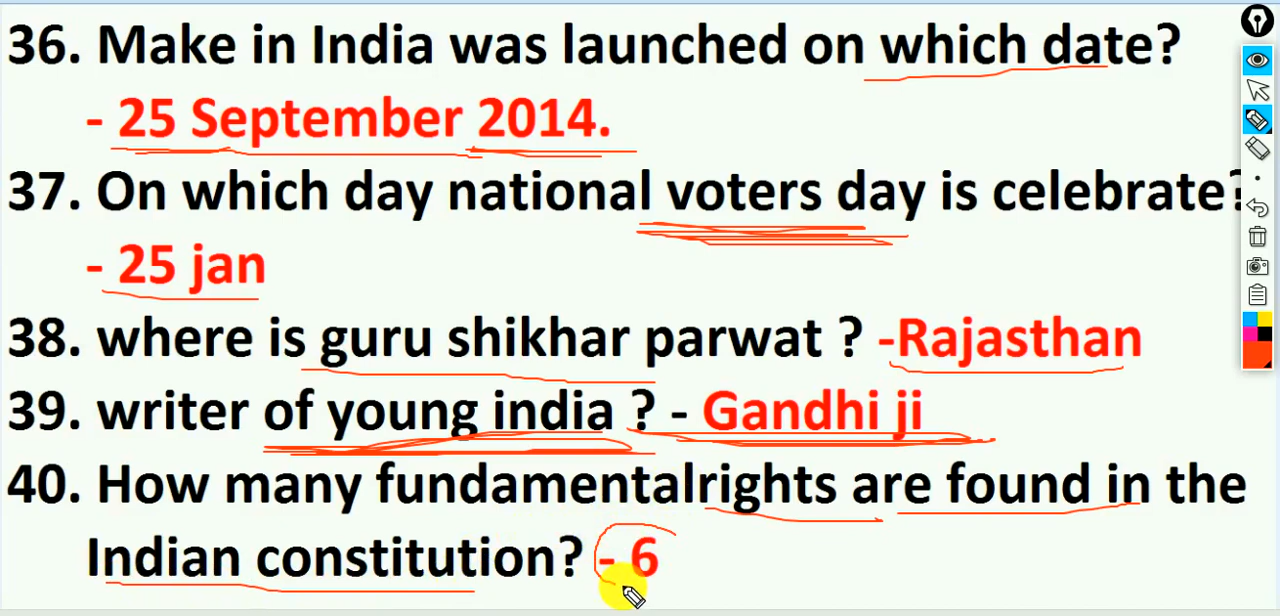 36. Make in India was launched on which date?
- 25 September 2014.
37. On which day national voters day is celebrate?
- 25 jan
38. where is guru shikhar parwat ? -Rajasthan
39. writer of young india ? - Gandhi ji
40. How many fundamentalrights are found in the
Indian constitution? - 6